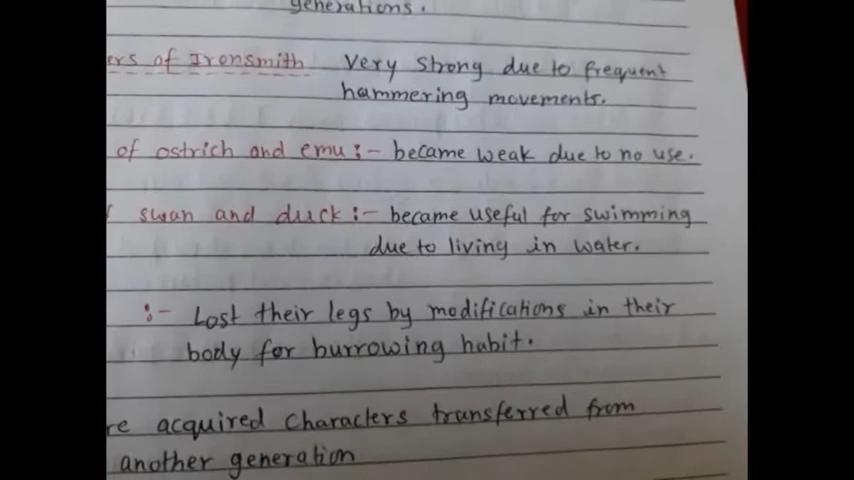 generations.
ers of Ironsmith Very strong due to frequent
hammering movements.
of ostrich and emu :- became weak due to no use.
swan and duck :- became useful for swimming
due to living in water.
:- Lost their legs by modifications in their
body for burrowing habit.
re acquired characters transferred from
another generation